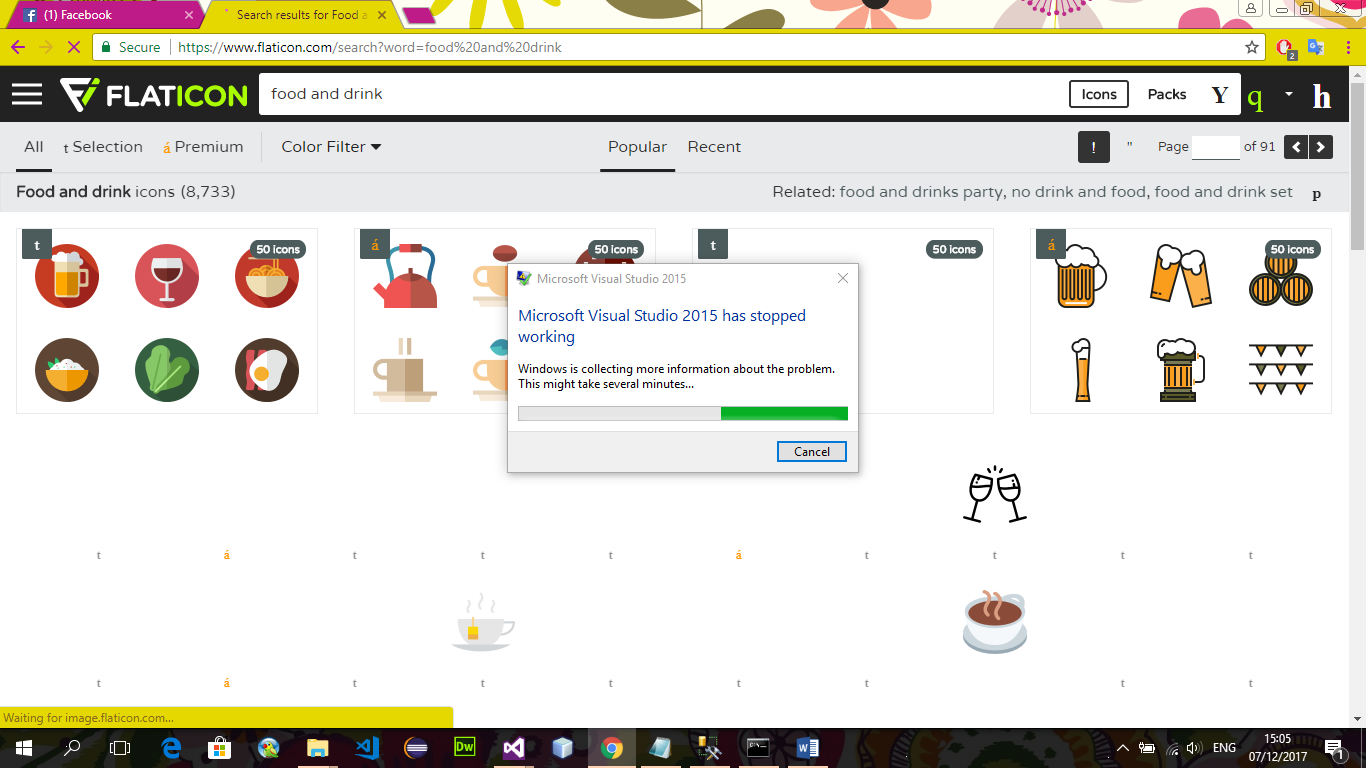 (1) Facebook
Search results for Food a
Secure
https://www.flaticon.com/search?word=food%20and%20drink
2
FLATICON
food and drink
Icons
Packs
Y
q
h
All
t Selection
á Premium
Color Filter
Popular
Recent
!
"
Page
of 91
Food and drink icons (8,733)
Related: food and drinks party, no drink and food, food and drink set
p
t
50 icons
á
50 icons
t
50 icons
á
50 icons
Microsoft Visual Studio 2015
Microsoft Visual Studio 2015 has stopped
working
Windows is collecting more information about the problem.
This might take several minutes...
Cancel
t á t t t á t t t t
t á t t t t t t t
Waiting for image.flaticon.com...
Dw
ENG
15:05
07/12/2017
1